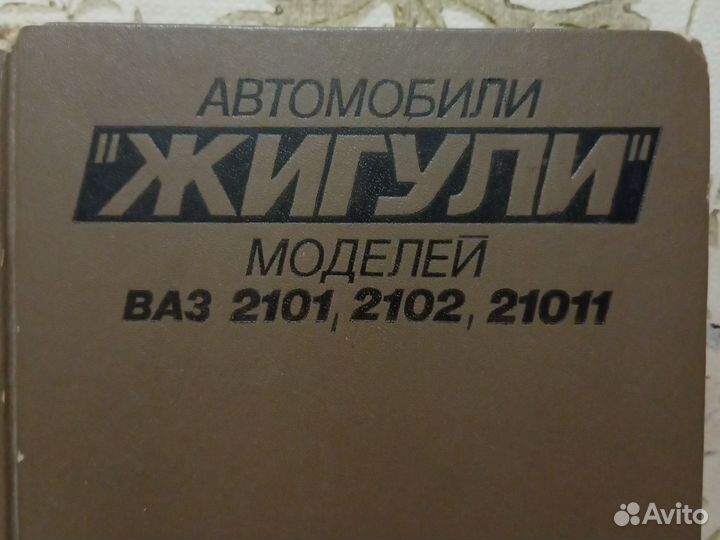 АВТОМОБИЛИ
"ЖИГУЛИ"
МОДЕЛЕЙ
ВАЗ 2101, 2102, 21011
Avito